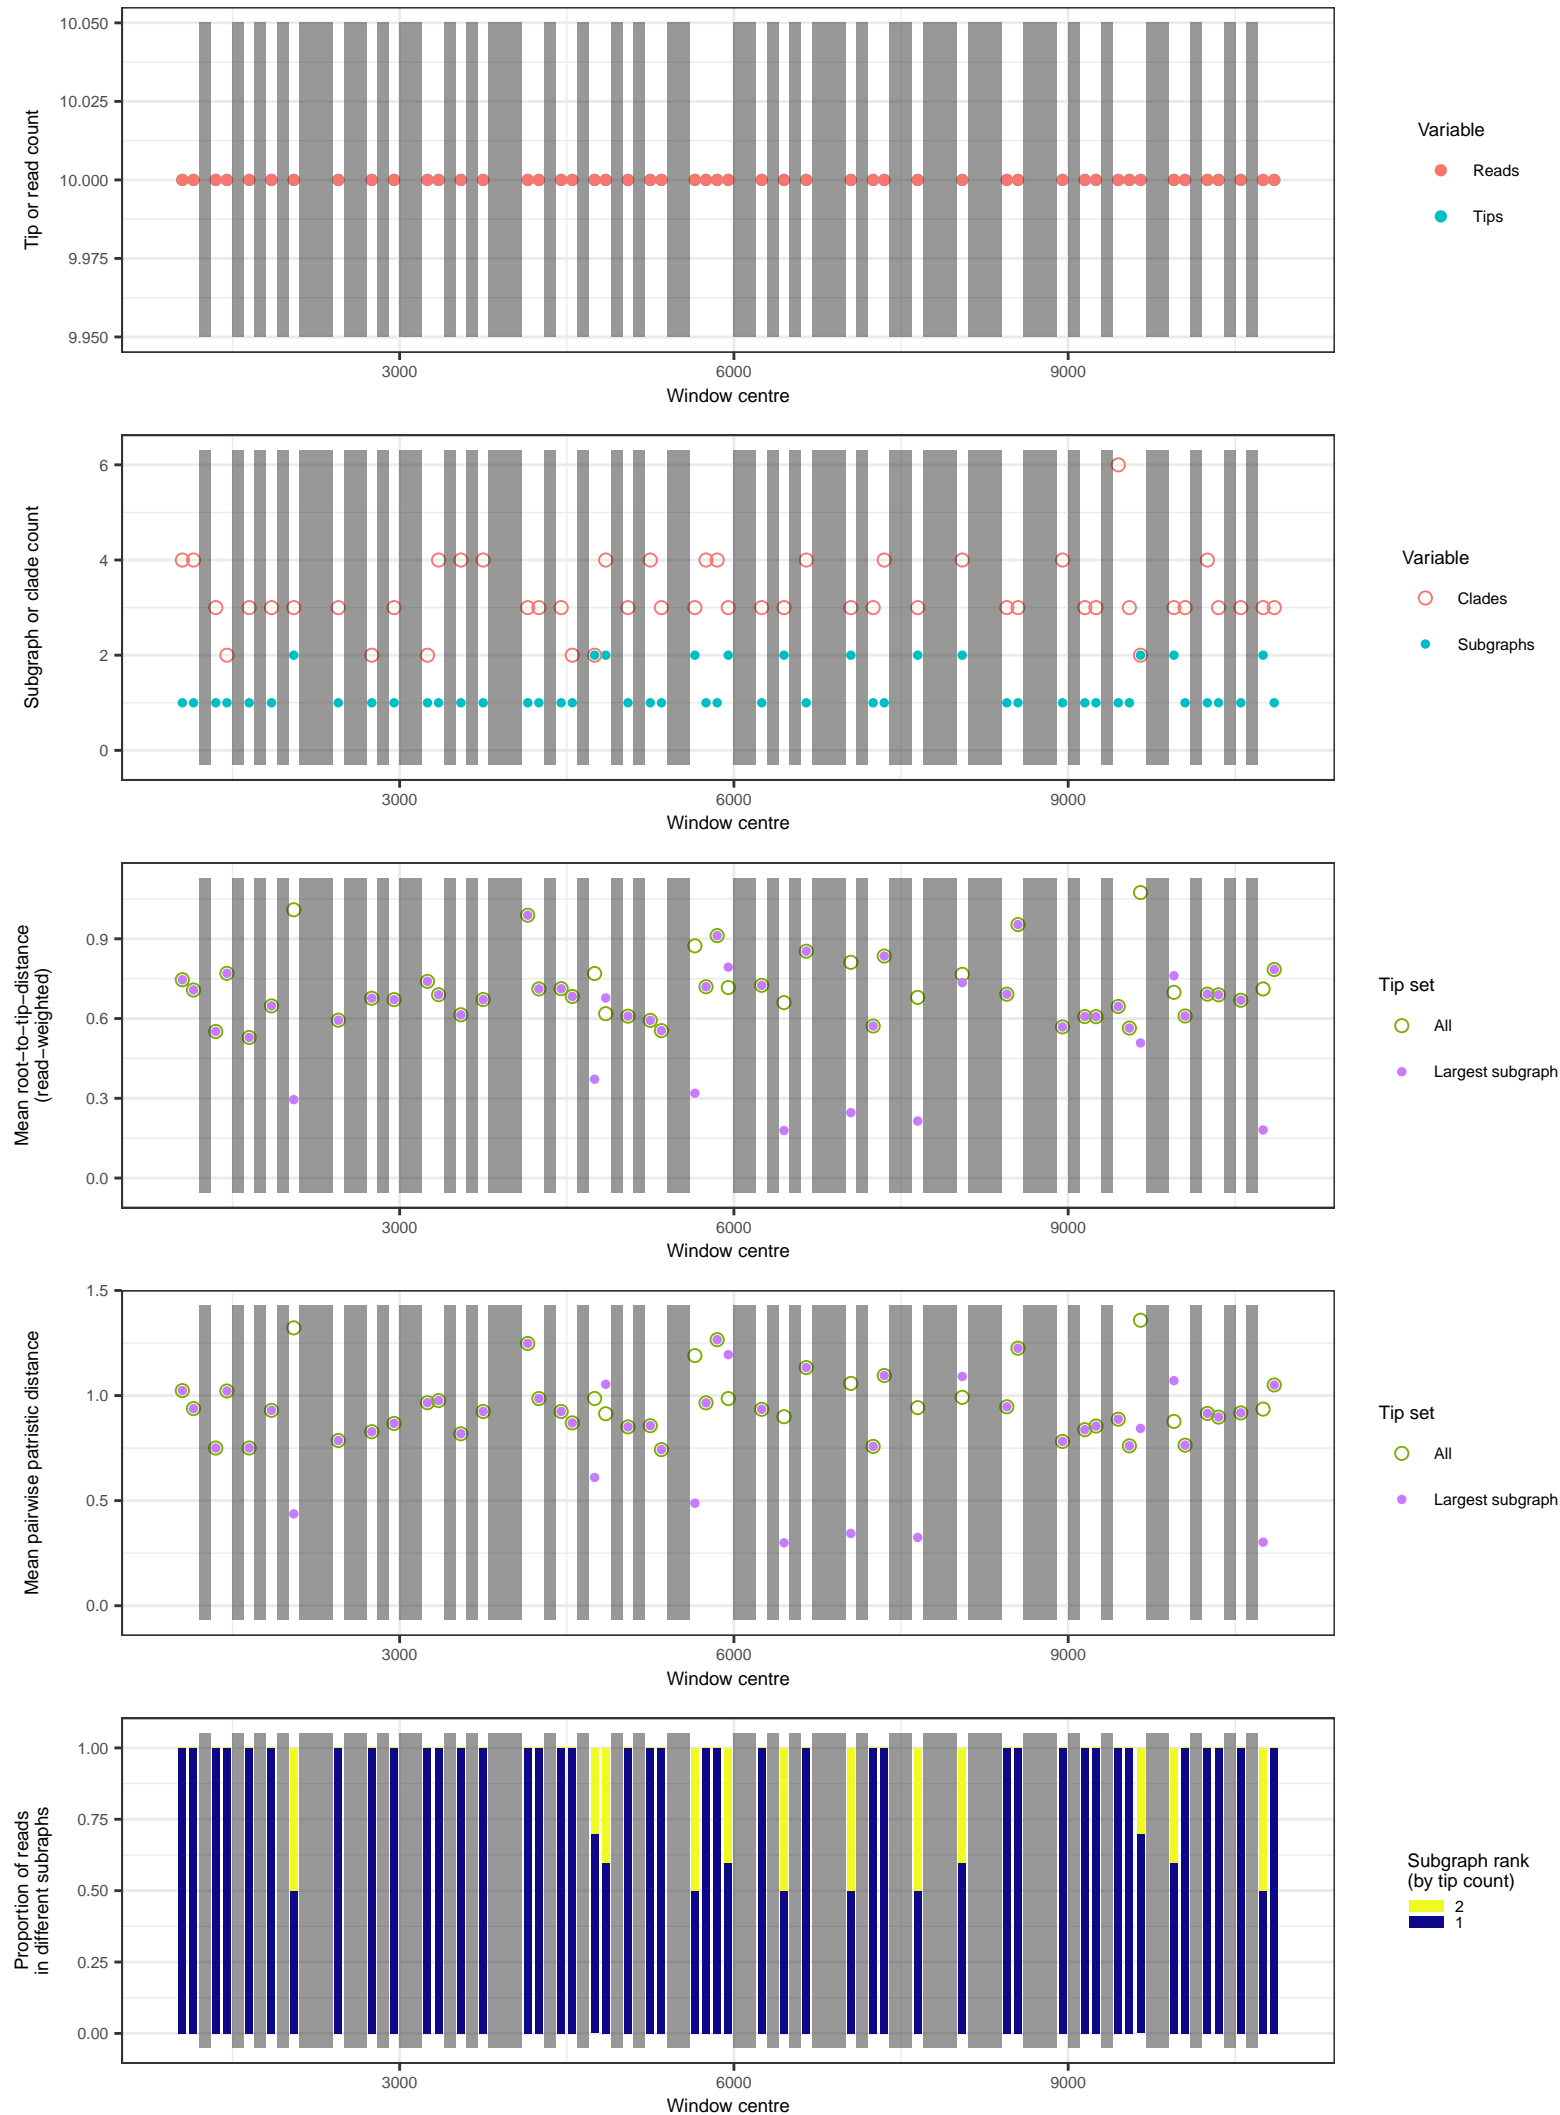 10.050
10.025
10.000
9.975
9.950
Tip or read count
3000
6000
9000
Window centre
Variable
Reads
Tips
6
4
2
0
Subgraph or clade count
3000
6000
9000
Window centre
Variable
Clades
Subgraphs
0.9
0.6
0.3
0.0
Mean root−to−tip−distance
(read−weighted)
3000
6000
9000
Window centre
Tip set
All
Largest subgraph
1.5
1.0
0.5
0.0
Mean pairwise patristic distance
3000
6000
9000
Window centre
Tip set
All
Largest subgraph
1.00
0.75
0.50
0.25
0.00
Proportion of reads
in different subraphs
3000
6000
9000
Window centre
Subgraph rank
(by tip count)
2
1